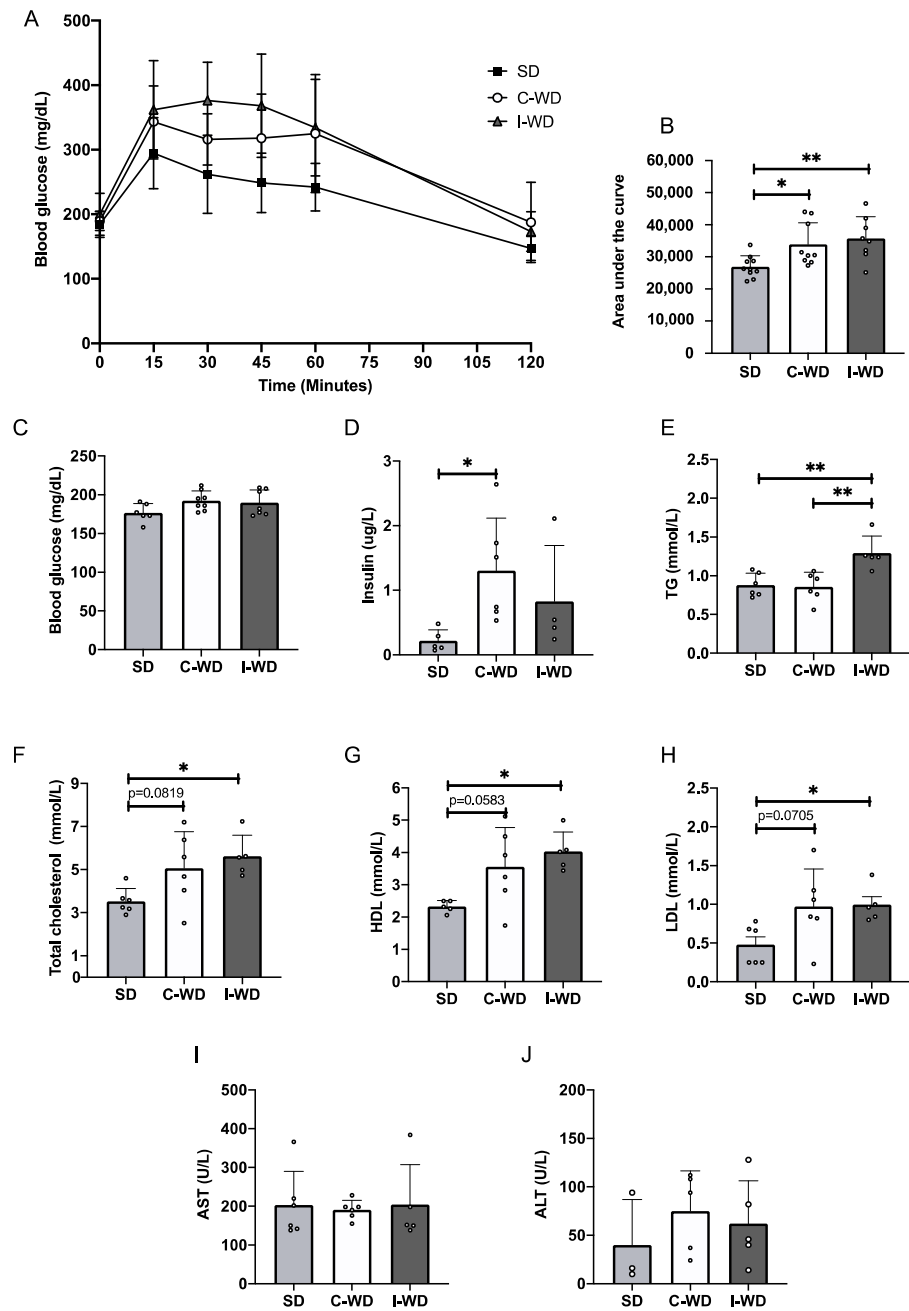 A
500
400
300
200
100
0
Blood glucose (mg/dL)
0 15 30 45 60 75 90 105 120
Time (Minutes)
SD
C-WD
I-WD
B
60,000
50,000
40,000
30,000
20,000
10,000
0
Area under the curve
**
*
SD C-WD I-WD
C
200
150
100
50
0
Blood glucose (mg/dL)
SD C-WD I-WD
D
3
2
1
0
Insulin (ug/L)
*
SD C-WD I-WD
E
2.5
2.0
1.5
1.0
0.5
0.0
TG (mmol/L)
**
**
SD C-WD I-WD
F
9
7
5
3
0
Total cholesterol (mmol/L)
*
p=0.0819
SD C-WD I-WD
G
6
5
4
3
2
1
0
HDL (mmol/L)
*
p=0.0583
SD C-WD I-WD
H
2.5
2.0
1.5
1.0
0.5
0.0
LDL (mmol/L)
*
p=0.0705
SD C-WD I-WD
I
500
400
300
200
100
0
AST (U/L)
SD C-WD I-WD
J
200
150
100
50
0
ALT (U/L)
SD C-WD I-WD